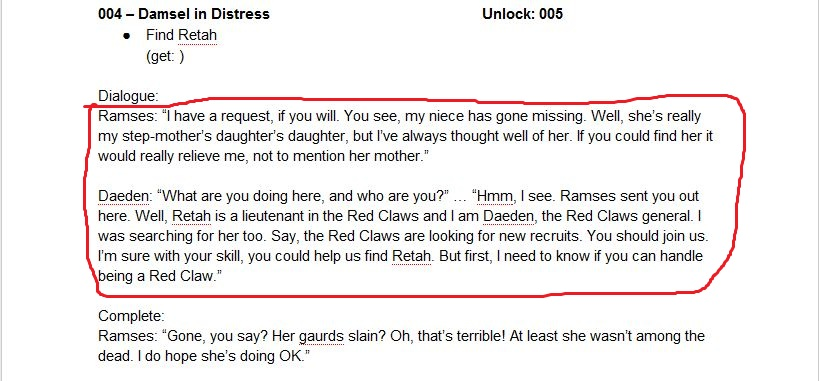 004 – Damsel in Distress Unlock: 005
● Find Retah
(get: )
Dialogue:
Ramses: “I have a request, if you will. You see, my niece has gone missing. Well, she’s really
my step-mother’s daughter’s daughter, but I’ve always thought well of her. If you could find her it
would really relieve me, not to mention her mother.”
Daeden: “What are you doing here, and who are you?” … “Hmm, I see. Ramses sent you out
here. Well, Retah is a lieutenant in the Red Claws and I am Daeden, the Red Claws general. I
was searching for her too. Say, the Red Claws are looking for new recruits. You should join us.
I’m sure with your skill, you could help us find Retah. But first, I need to know if you can handle
being a Red Claw.”
Complete:
Ramses: “Gone, you say? Her gaurds slain? Oh, that’s terrible! At least she wasn’t among the
dead. I do hope she’s doing OK.”